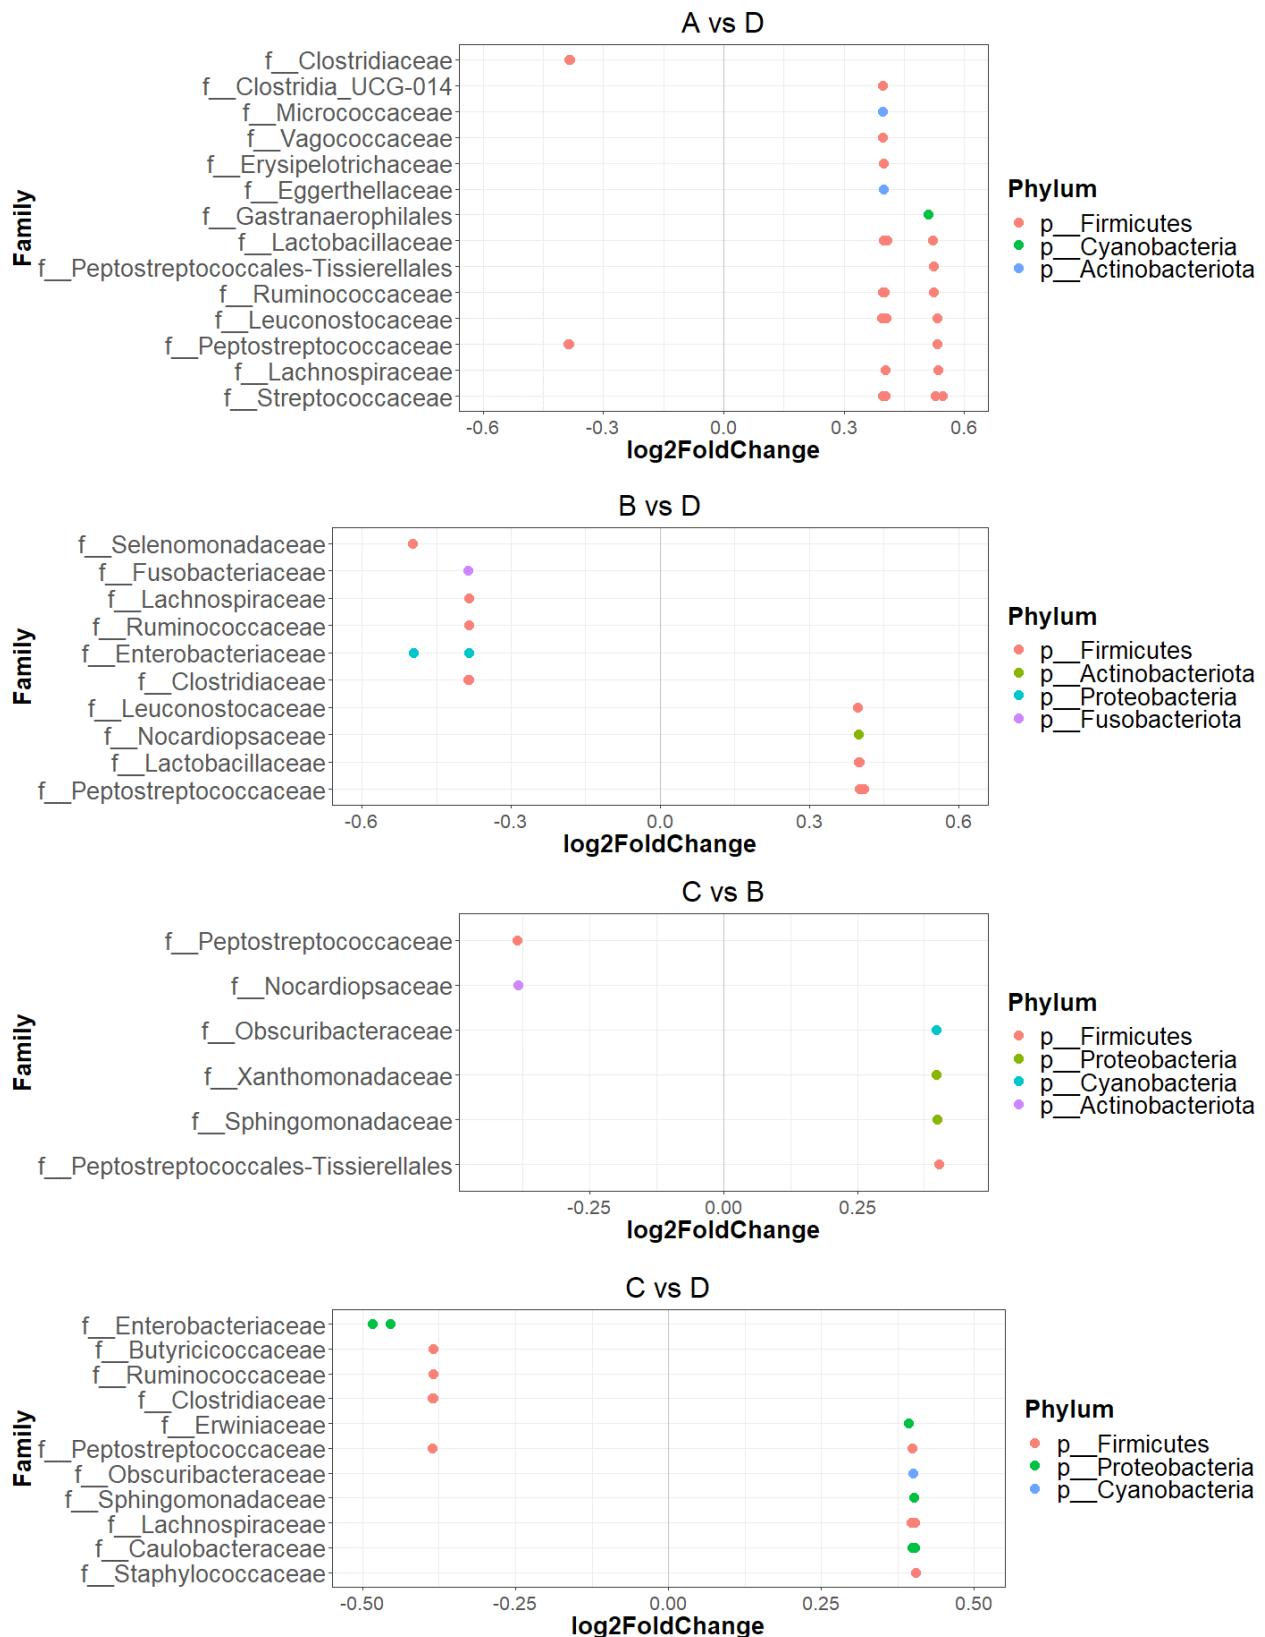 A vs D
Family
f__Clostridiaceae
f__Clostridia_UCG-014
f__Micrococcaceae
f__Vagococcaceae
f__Erysipelotrichaceae
f__Eggerthellaceae
f__Gastranaerophilales
f__Lactobacillaceae
f__Peptostreptococcales-Tissierellales
f__Ruminococcaceae
f__Leuconostocaceae
f__Peptostreptococcaceae
f__Lachnospiraceae
f__Streptococcaceae
-0.6 -0.3 0.0 0.3 0.6
log2FoldChange
Phylum
p__Firmicutes
p__Cyanobacteria
p__Actinobacteriota
B vs D
Family
f__Selenomonadaceae
f__Fusobacteriaceae
f__Lachnospiraceae
f__Ruminococcaceae
f__Enterobacteriaceae
f__Clostridiaceae
f__Leuconostocaceae
f__Nocardiopsaceae
f__Lactobacillaceae
f__Peptostreptococcaceae
-0.6 -0.3 0.0 0.3 0.6
log2FoldChange
Phylum
p__Firmicutes
p__Actinobacteriota
p__Proteobacteria
p__Fusobacteriota
C vs B
Family
f__Peptostreptococcaceae
f__Nocardiopsaceae
f__Obscuribacteraceae
f__Xanthomonadaceae
f__Sphingomonadaceae
f__Peptostreptococcales-Tissierellales
-0.25 0.00 0.25
log2FoldChange
Phylum
p__Firmicutes
p__Proteobacteria
p__Cyanobacteria
p__Actinobacteriota
C vs D
Family
f__Enterobacteriaceae
f__Butyricicoccaceae
f__Ruminococcaceae
f__Clostridiaceae
f__Erwiniaceae
f__Peptostreptococcaceae
f__Obscuribacteraceae
f__Sphingomonadaceae
f__Lachnospiraceae
f__Caulobacteraceae
f__Staphylococcaceae
-0.50 -0.25 0.00 0.25 0.50
log2FoldChange
Phylum
p__Firmicutes
p__Proteobacteria
p__Cyanobacteria